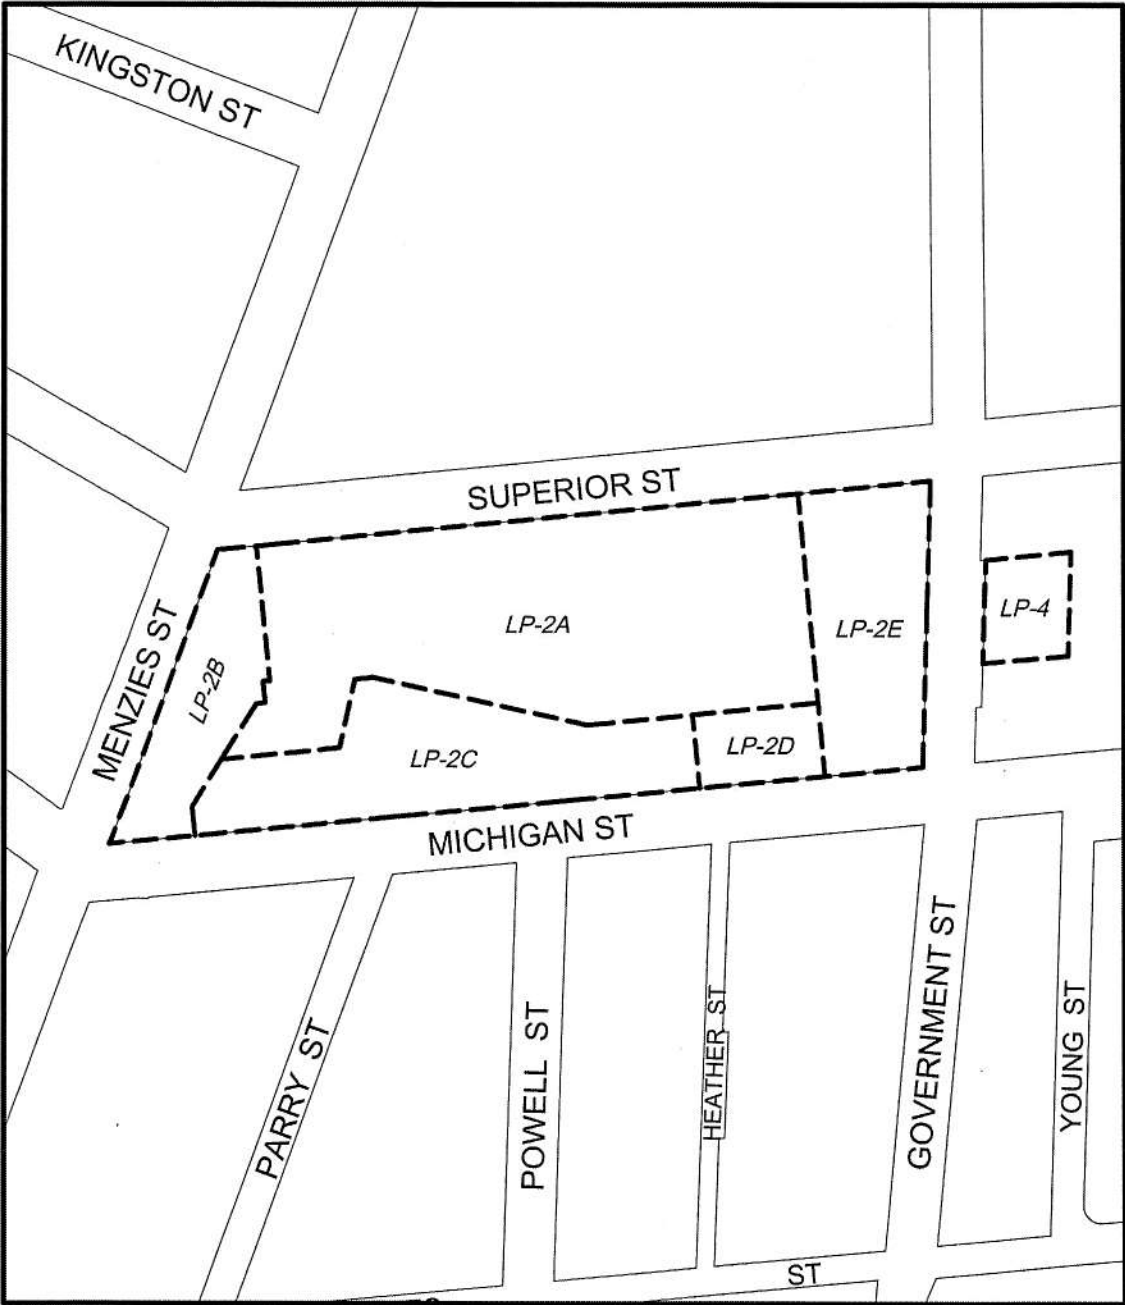 KINGSTON ST
SUPERIOR ST
MENZIES ST
LP-2A
LP-2B
LP-2E
LP-4
LP-2C
LP-2D
MICHIGAN ST
PARRY ST
POWELL ST
HEATHER ST
GOVERNMENT ST
YOUNG ST
ST